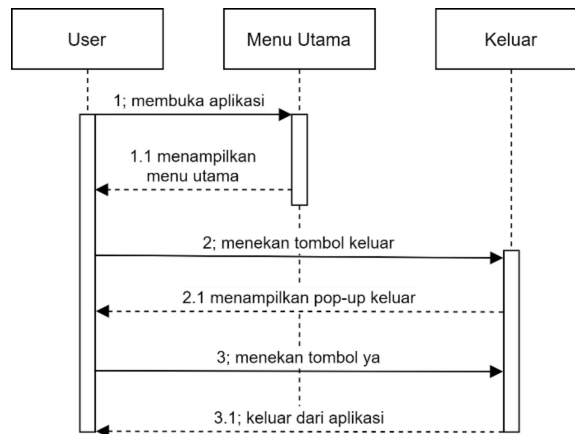 User
Menu Utama
Keluar
1; membuka aplikasi
1.1 menampilkan
menu utama
2; menekan tombol keluar
2.1 menampilkan pop-up keluar
3; menekan tombol ya
3.1; keluar dari aplikasi